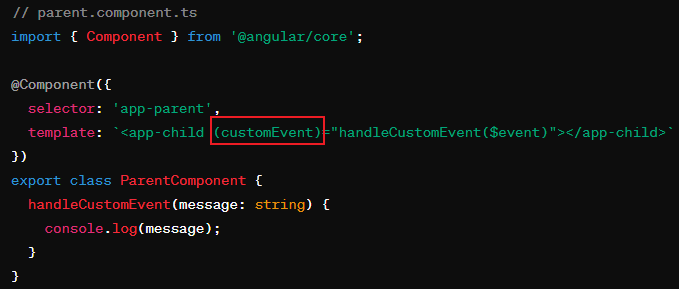 // parent.component.ts
import { Component } from '@angular/core';
@Component({
selector: 'app-parent',
template: `<app-child (customEvent)="handleCustomEvent($event)"></app-child>`
})
export class ParentComponent {
handleCustomEvent(message: string) {
console.log(message);
}
}